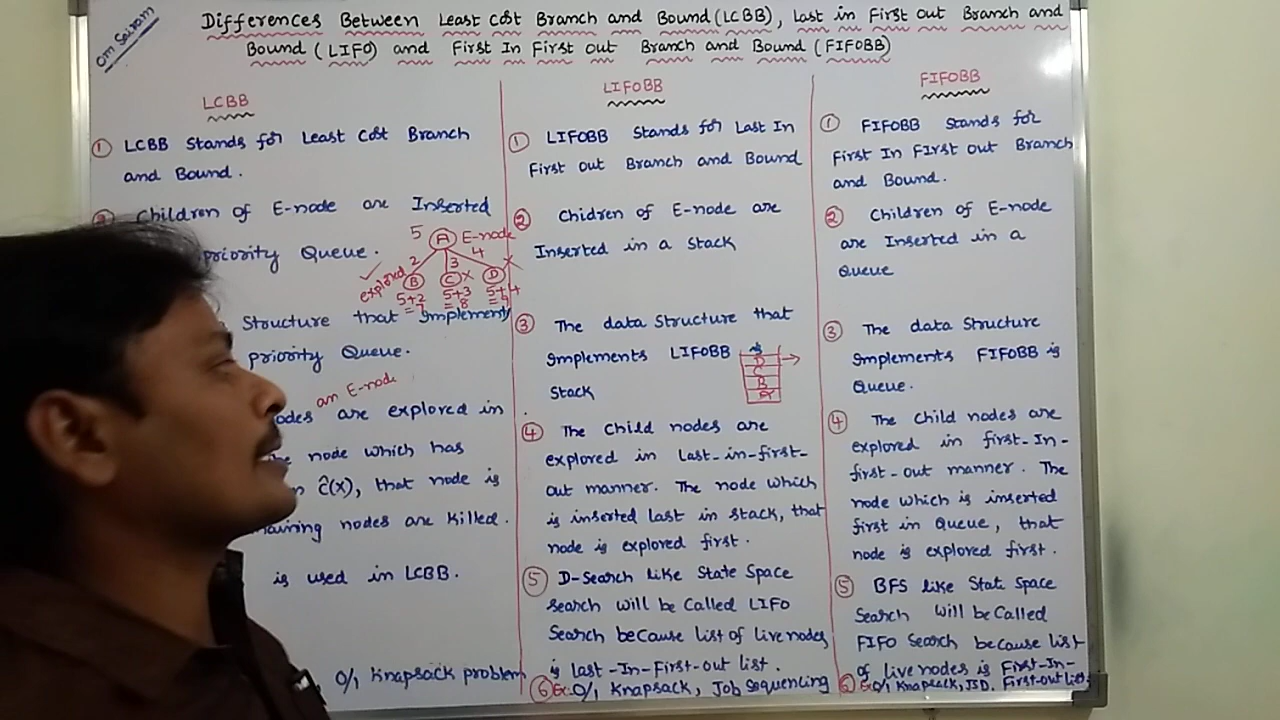 Om Sairam
Differences Between Least Cost Branch and Bound (LCBB), Last in First out Branch and
Bound (LIFO) and First In First out Branch and Bound (FIFOBB)
LCBB
① LCBB Stands for Least Cost Branch
and Bound.
② Children of E-node are Inserted
priority Queue.
5 A E-node
2 3 4
explored B C x D x
5+2 5+3 5+4
=7 =8 =9
Structure that Implements
priority Queue.
an E-node
nodes are explored in
node which has
ĉ(x), that node is
nodes are killed.
is used in LCBB.
0/1 Knapsack problem
LIFOBB
① LIFOBB Stands for Last In
First out Branch and Bound
② Chidren of E-node are
Inserted in a stack
③ The data structure that
Implements LIFOBB is
Stack
D
C
B
A
④ The Child nodes are
explored in Last-in-first-
out manner. The node which
is inserted last in stack, that
node is explored first.
⑤ D-Search like State Space
Search will be Called LIFO
Search because list of live nodes
is last-In-First-out list.
⑥ Ex: 0/1 Knapsack, Job Sequencing
FIFOBB
① FIFOBB Stands for
First In First out Branch
and Bound.
② Children of E-node
are Inserted in a
Queue
③ The data Structure
Implements FIFOBB is
Queue.
④ The child nodes are
explored in first-In-
first-out manner. The
node which is inserted
first in Queue, that
node is explored first.
⑤ BFS like State Space
Search will be Called
FIFO Search because list
of live nodes is First-In-
First-out list.
⑥ Ex: 0/1 Knapsack, JSD.